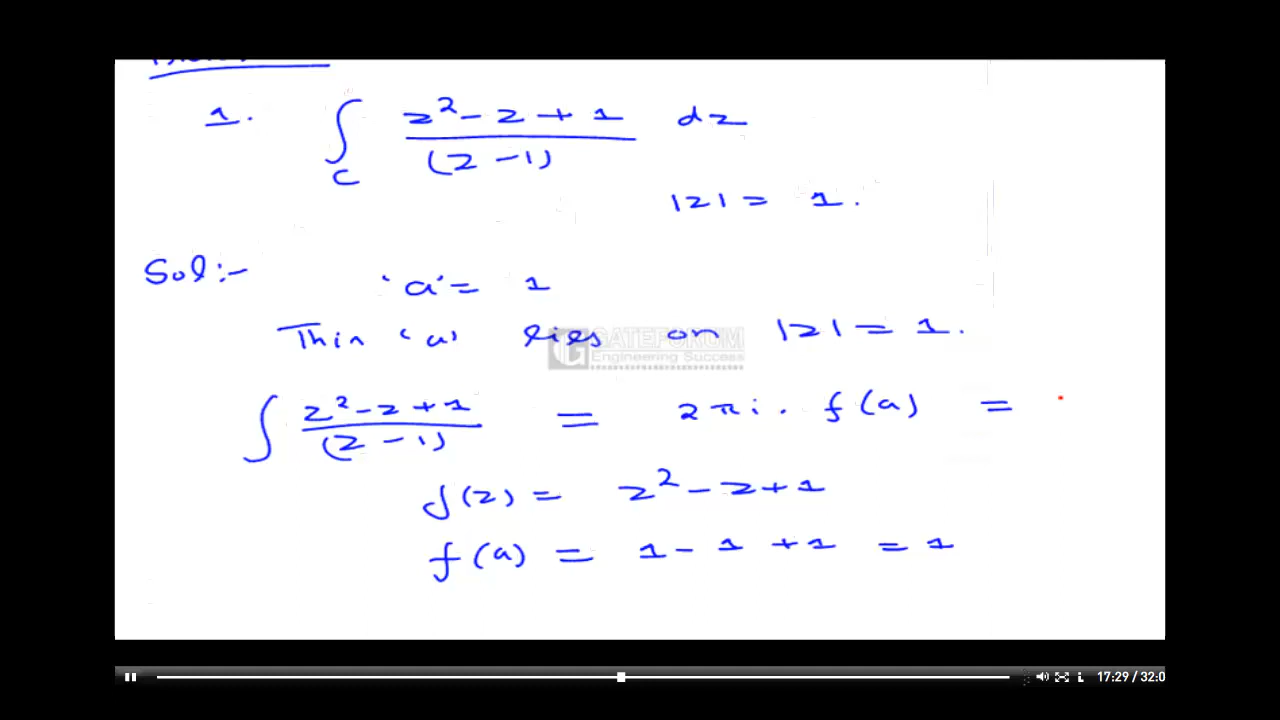 1. ∫_C (z² - z + 1)/(z - 1) dz
|z| = 1.
Sol:-
'a' = 1
This 'a' lies on |z| = 1.
GATEFORUM
Engineering Success
∫ (z² - z + 1)/(z - 1) = 2πi. f(a) =
f(z) = z² - z + 1
f(a) = 1 - 1 + 1 = 1
17:29 / 32:0